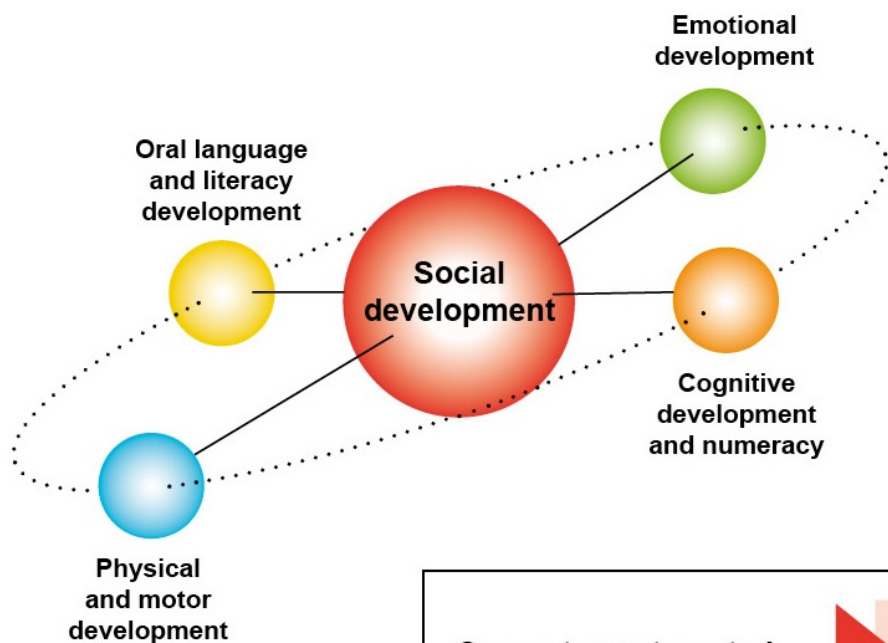 Emotional
development
Oral language
and literacy
development
Social
development
Cognitive
development
and numeracy
Physical
and motor
development